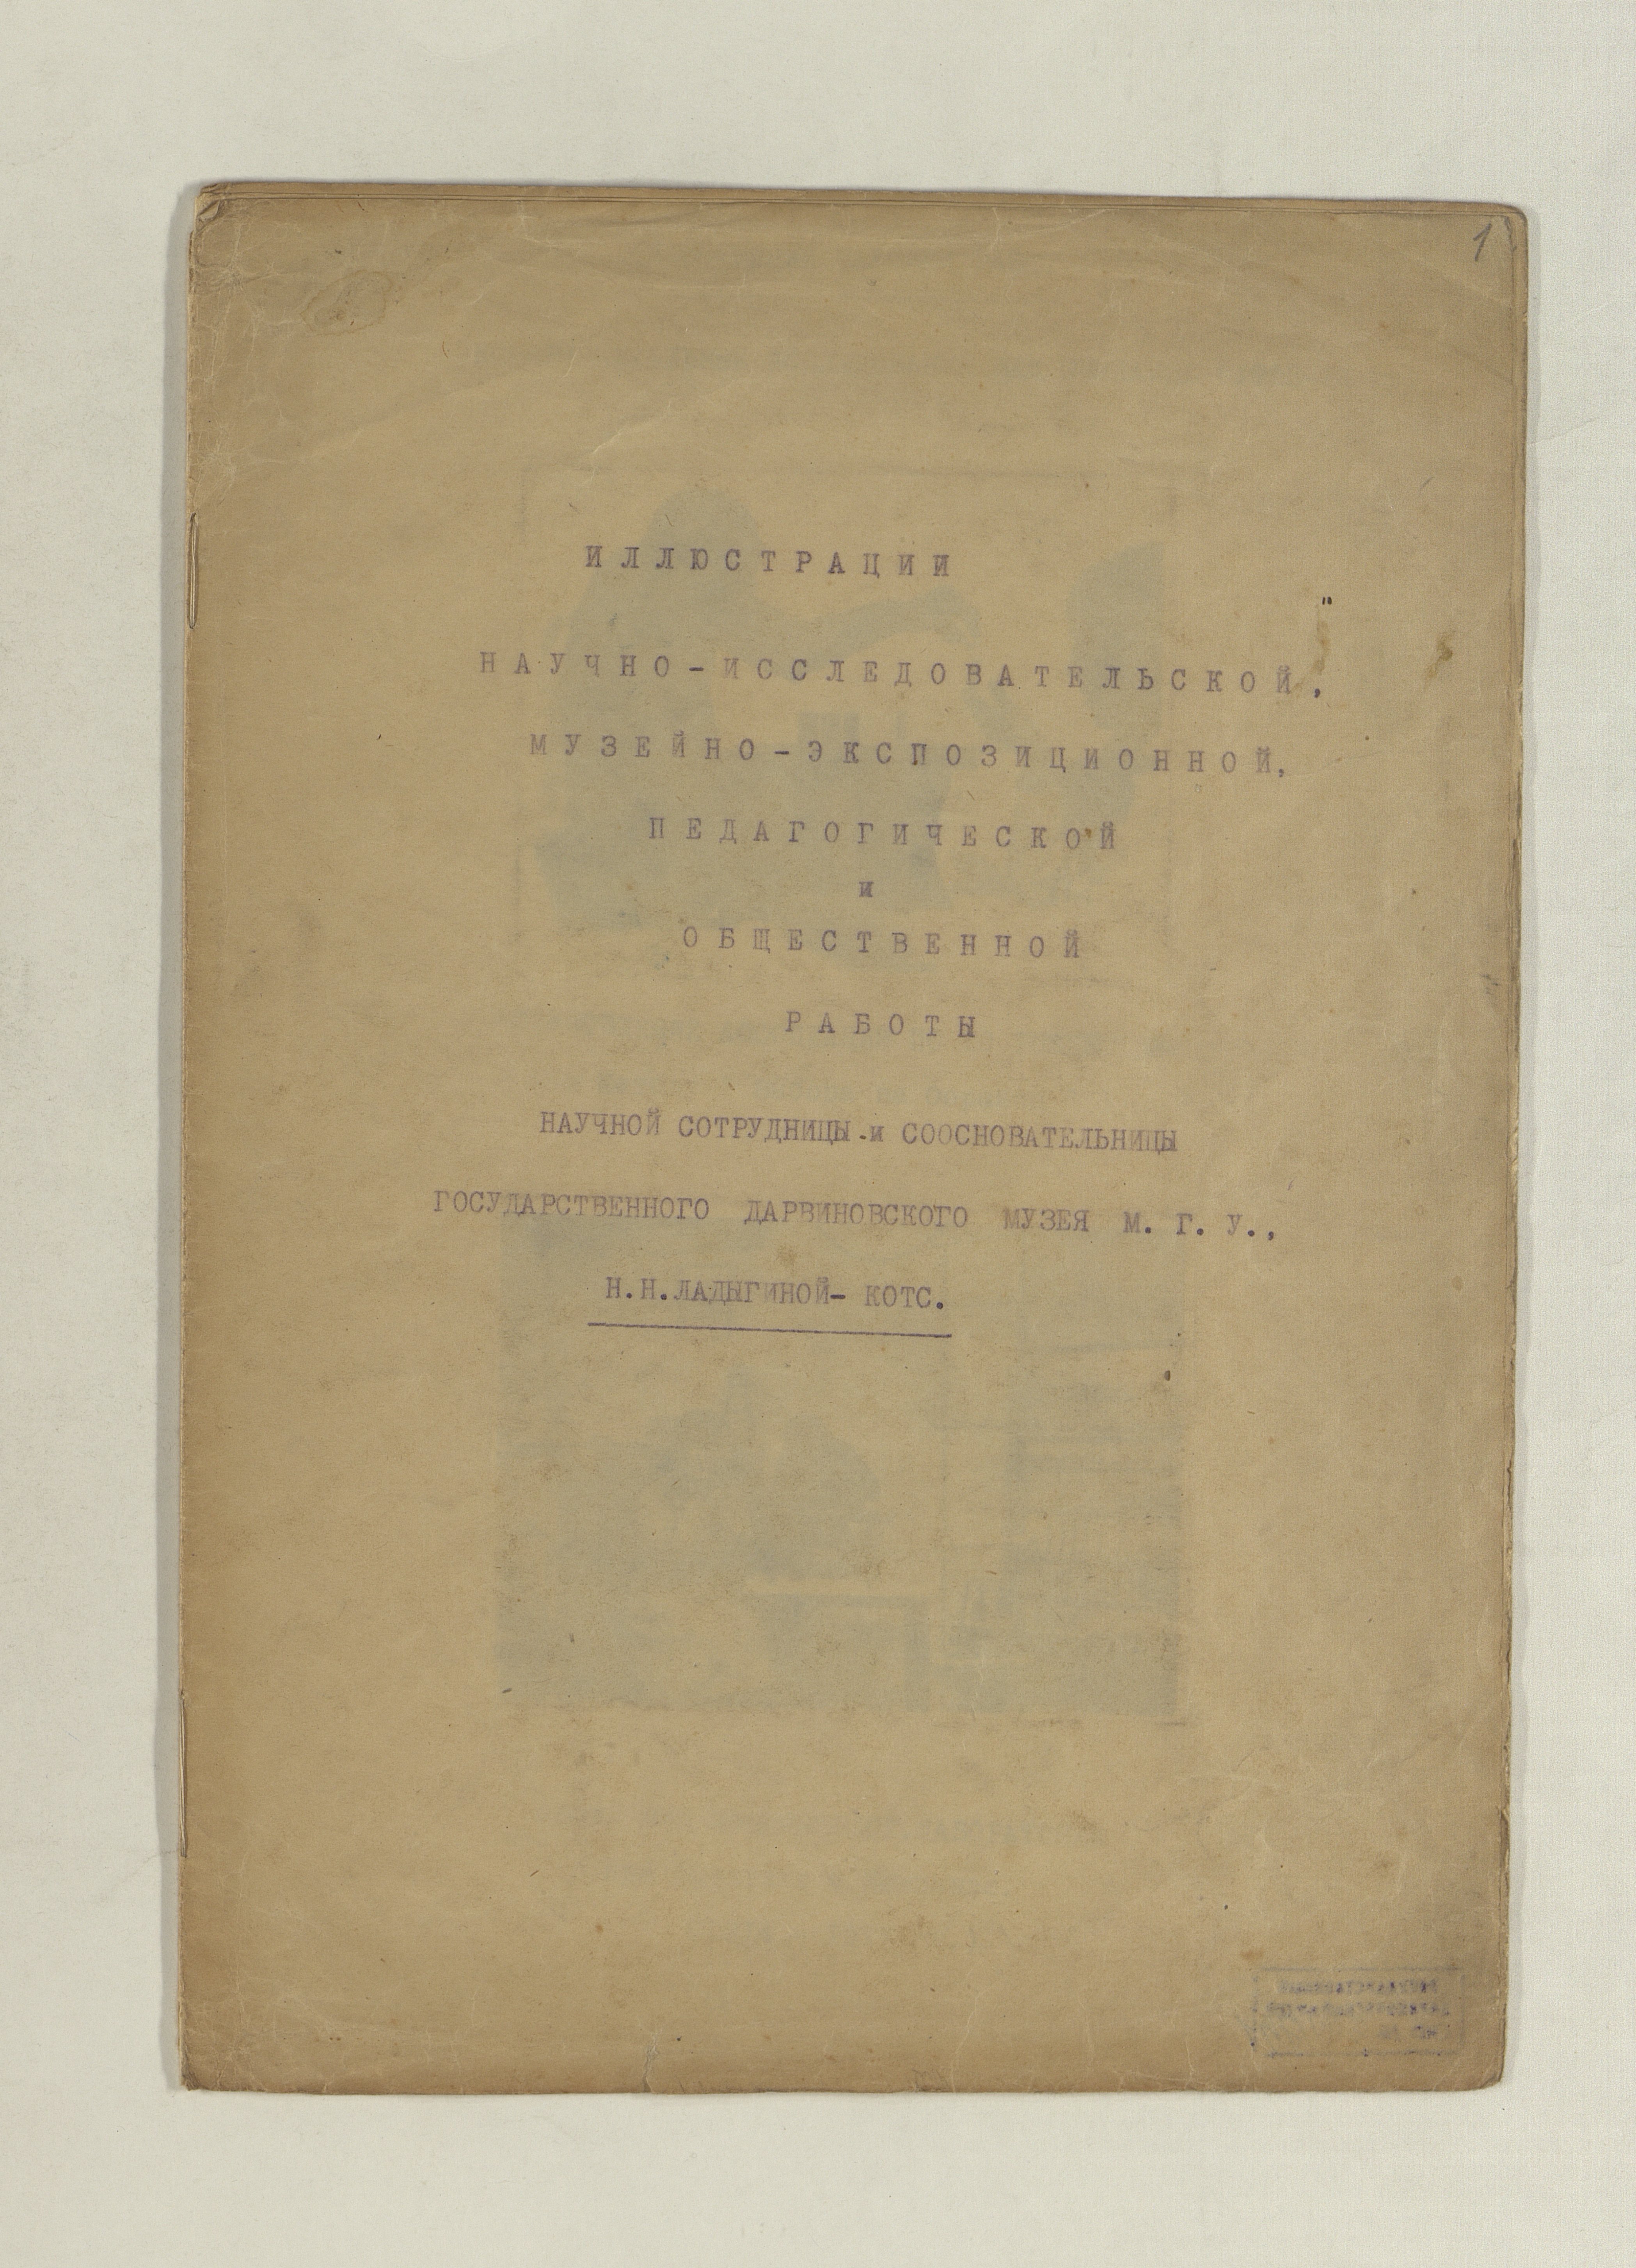 1
ИЛЛЮСТРАЦИИ
НАУЧНО-ИССЛЕДОВАТЕЛЬСКОЙ,
МУЗЕЙНО-ЭКСПОЗИЦИОННОЙ,
ПЕДАГОГИЧЕСКОЙ
и
ОБЩЕСТВЕННОЙ
РАБОТЫ
НАУЧНОЙ СОТРУДНИЦЫ и СООСНОВАТЕЛЬНИЦЫ
ГОСУДАРСТВЕННОГО ДАРВИНОВСКОГО МУЗЕЯ М. Г. У.,
Н.Н.ЛАДЫГИНОЙ- КОТС.